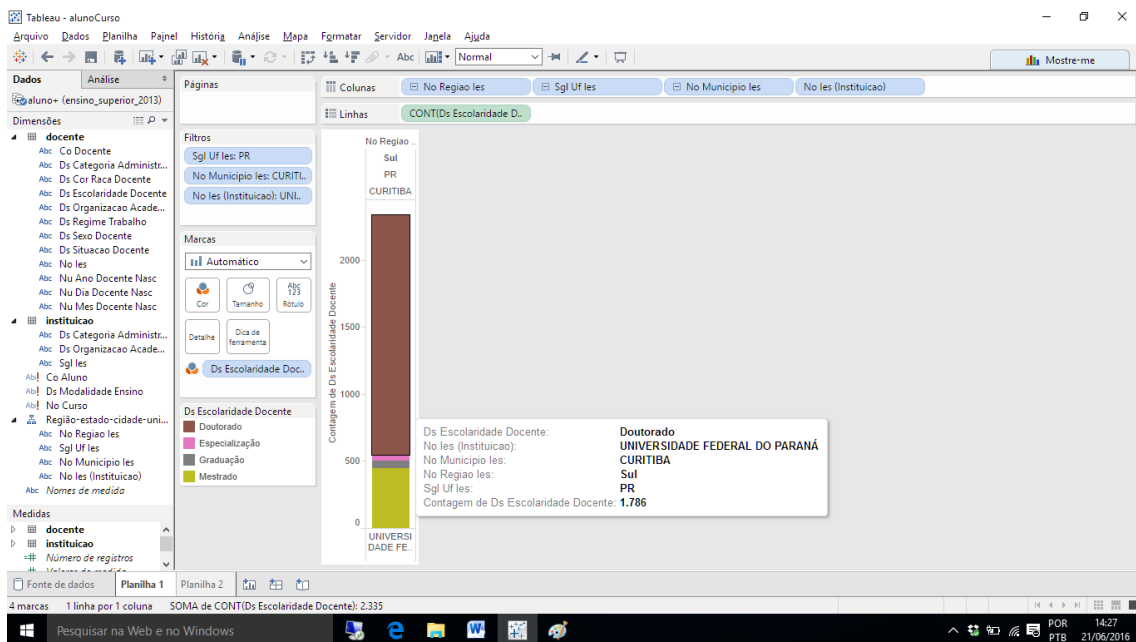 Tableau - alunoCurso
Arquivo Dados Planilha Painel História Análise Mapa Formatar Servidor Janela Ajuda
Abc Normal Mostre-me
Dados Análise
aluno+ (ensino_superior_2013)
Dimensões
docente
Abc Co Docente
Abc Ds Categoria Administr...
Abc Ds Cor Raca Docente
Abc Ds Escolaridade Docente
Abc Ds Organizacao Acade...
Abc Ds Regime Trabalho
Abc Ds Sexo Docente
Abc Ds Situacao Docente
Abc No Ies
Abc Nu Ano Docente Nasc
Abc Nu Dia Docente Nasc
Abc Nu Mes Docente Nasc
instituicao
Abc Ds Categoria Administr...
Abc Ds Organizacao Acade...
Abc Sgl Ies
Abc! Co Aluno
Abc! Ds Modalidade Ensino
Abc! No Curso
Região-estado-cidade-uni...
Abc No Regiao Ies
Abc Sgl Uf Ies
Abc No Municipio Ies
Abc No Ies (Instituicao)
Abc Nomes de medida
Medidas
docente
instituicao
=# Número de registros
Páginas
Filtros
Sgl Uf Ies: PR
No Municipio Ies: CURITI..
No Ies (Instituicao): UNI..
Marcas
Automático
Abc
123
Cor Tamanho Rótulo
Detalhe Dica de
ferramenta
Ds Escolaridade Doc..
Ds Escolaridade Docente
Doutorado
Especialização
Graduação
Mestrado
Colunas No Regiao Ies Sgl Uf Ies No Municipio Ies No Ies (Instituicao)
Linhas CONT(Ds Escolaridade D..
No Regiao ..
Sul
PR
CURITIBA
Contagem de Ds Escolaridade Docente
2000
1500
1000
500
0
UNIVERSI
DADE FE..
Ds Escolaridade Docente: Doutorado
No Ies (Instituicao): UNIVERSIDADE FEDERAL DO PARANÁ
No Municipio Ies: CURITIBA
No Regiao Ies: Sul
Sgl Uf Ies: PR
Contagem de Ds Escolaridade Docente: 1.786
Fonte de dados Planilha 1 Planilha 2
4 marcas 1 linha por 1 coluna SOMA de CONT(Ds Escolaridade Docente): 2.335
Pesquisar na Web e no Windows
POR 14:27
PTB 21/06/2016